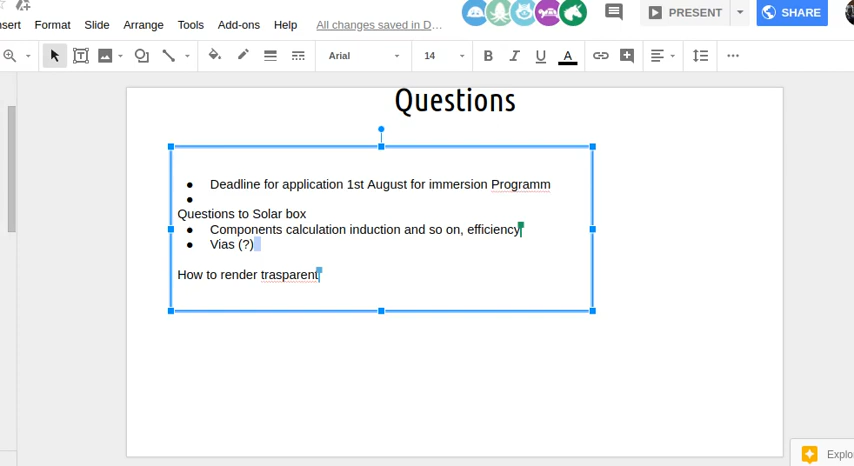 nsert Format Slide Arrange Tools Add-ons Help All changes saved in D…
PRESENT SHARE
Arial 14 B I U A
Questions
● Deadline for application 1st August for immersion Programm
●
Questions to Solar box
● Components calculation induction and so on, efficiency
● Vias (?)
How to render trasparent
Explo